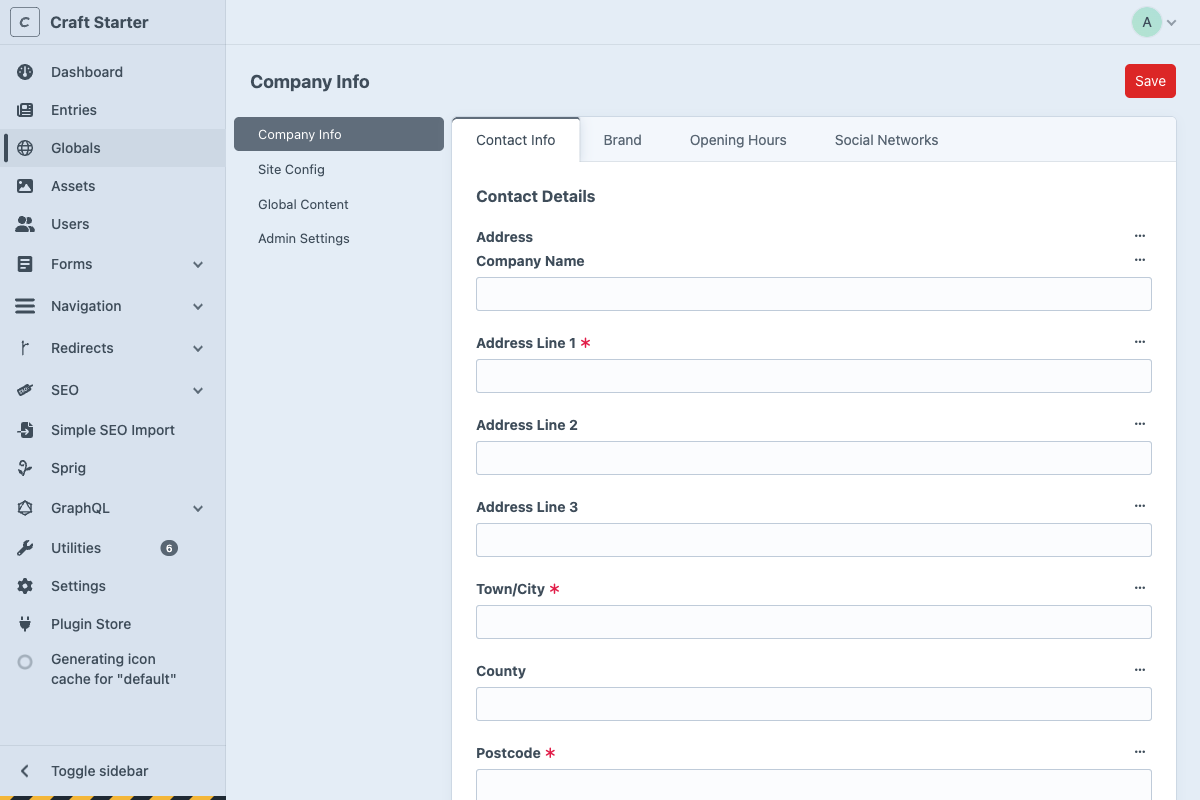 C Craft Starter
A
Dashboard
Entries
Globals
Assets
Users
Forms
Navigation
Redirects
SEO
Simple SEO Import
Sprig
GraphQL
Utilities 6
Settings
Plugin Store
Generating icon
cache for "default"
Toggle sidebar
Company Info
Save
Company Info
Site Config
Global Content
Admin Settings
Contact Info Brand Opening Hours Social Networks
Contact Details
Address
Company Name
Address Line 1 *
Address Line 2
Address Line 3
Town/City *
County
Postcode *